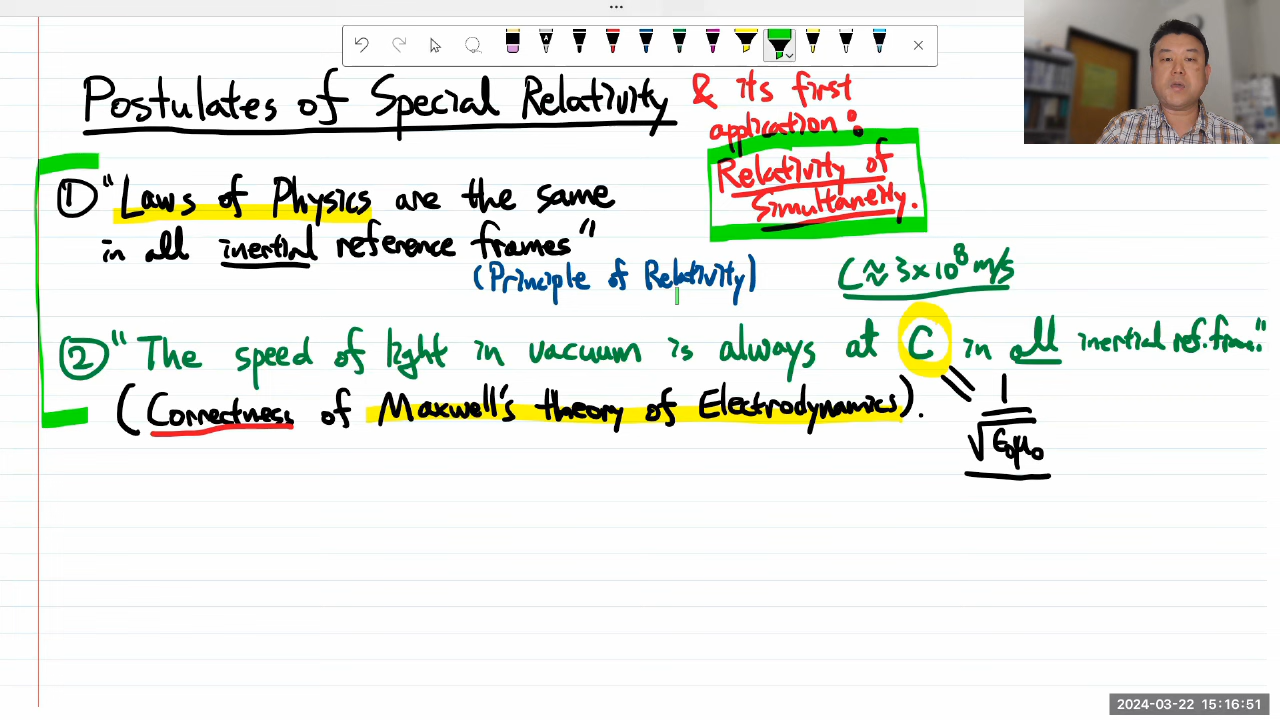 Postulates of Special Relativity
& its first
application:
Relativity of
Simultaneity.
① "Laws of Physics are the same
in all inertial reference frames"
(Principle of Relativity)
C ≈ 3×10⁸ m/s
② "The speed of light in vacuum is always at C in all inertial ref. fram."
(Correctness of Maxwell's theory of Electrodynamics).
= 1/√ε₀μ₀
2024-03-22 15:16:51